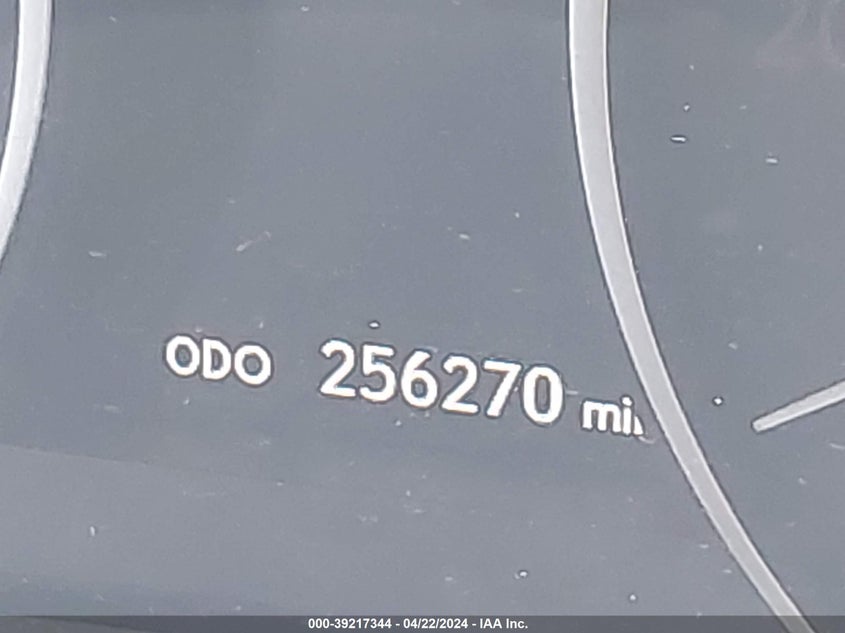 ODO 256270 mi
000-39217344 - 04/22/2024 - IAA Inc.